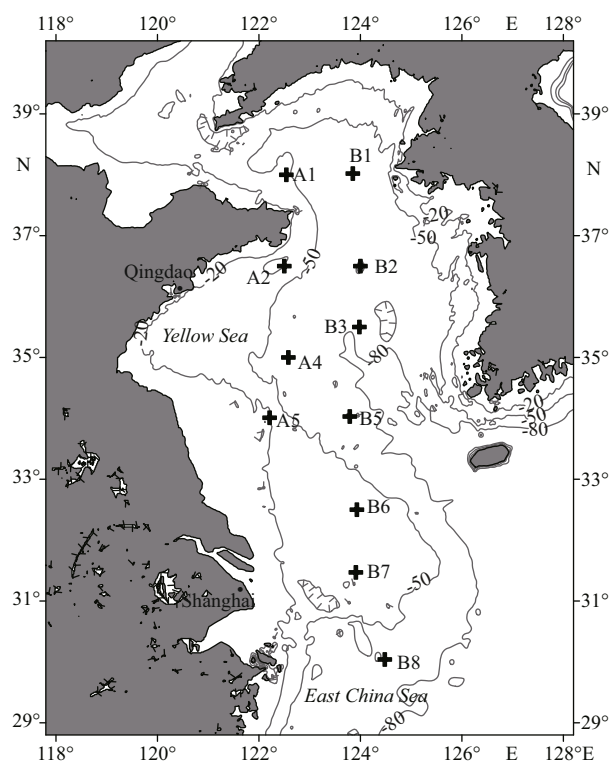 118° 120° 122° 124° 126° E 128°
39° 39°
N N
B1
A1
-20
37° -50 37°
-50
Qingdao -20 A2 B2
-20 Yellow Sea B3
-80
35° 35°
A4
-20
-50
A5 B5 -80
33° 33°
B6
B7
-50
31° 31°
Shanghai
B8
East China Sea
-80
29° 29°
118° 120° 122° 124° 126° E 128°